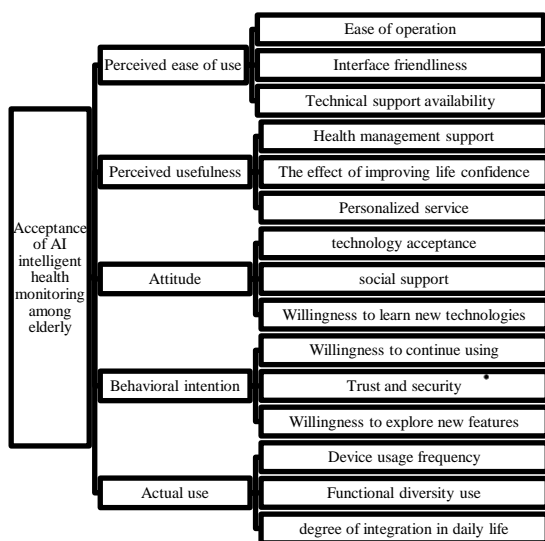 Acceptance
of AI
intelligent
health
monitoring
among
elderly
Perceived ease of use
Ease of operation
Interface friendliness
Technical support availability
Perceived usefulness
Health management support
The effect of improving life confidence
Personalized service
Attitude
technology acceptance
social support
Willingness to learn new technologies
Behavioral intention
Willingness to continue using
Trust and security
Willingness to explore new features
Actual use
Device usage frequency
Functional diversity use
degree of integration in daily life